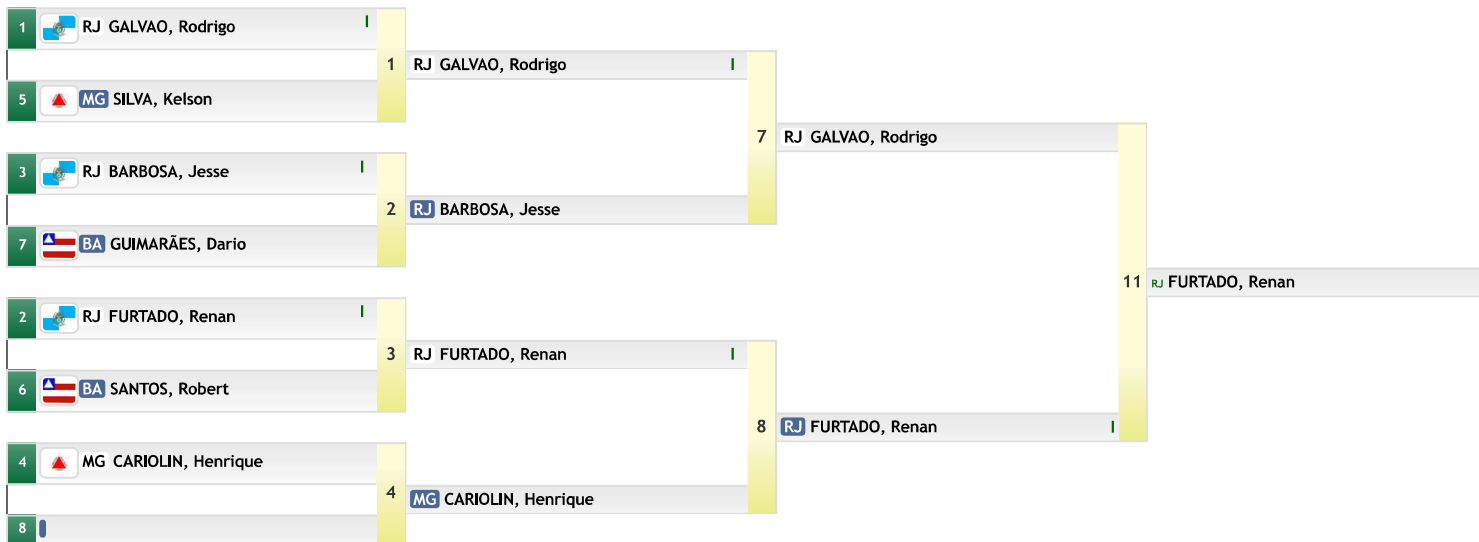 1 RJ GALVAO, Rodrigo I
1 RJ GALVAO, Rodrigo I
5 MG SILVA, Kelson
7 RJ GALVAO, Rodrigo
3 RJ BARBOSA, Jesse I
2 RJ BARBOSA, Jesse
7 BA GUIMARÃES, Dario
11 RJ FURTADO, Renan
2 RJ FURTADO, Renan I
3 RJ FURTADO, Renan I
6 BA SANTOS, Robert
8 RJ FURTADO, Renan I
4 MG CARIOLIN, Henrique
4 MG CARIOLIN, Henrique
8